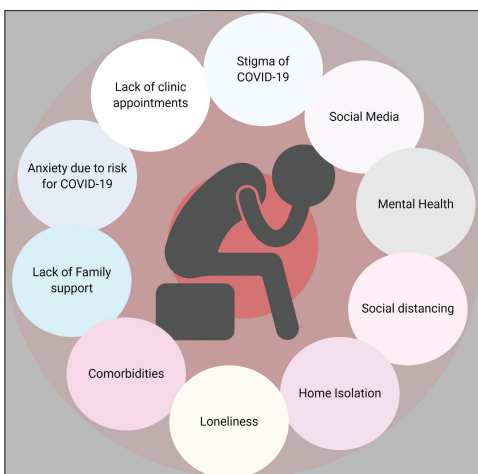 Stigma of
COVID-19
Social Media
Mental Health
Social distancing
Home Isolation
Loneliness
Comorbidities
Lack of Family
support
Anxiety due to risk
for COVID-19
Lack of clinic
appointments